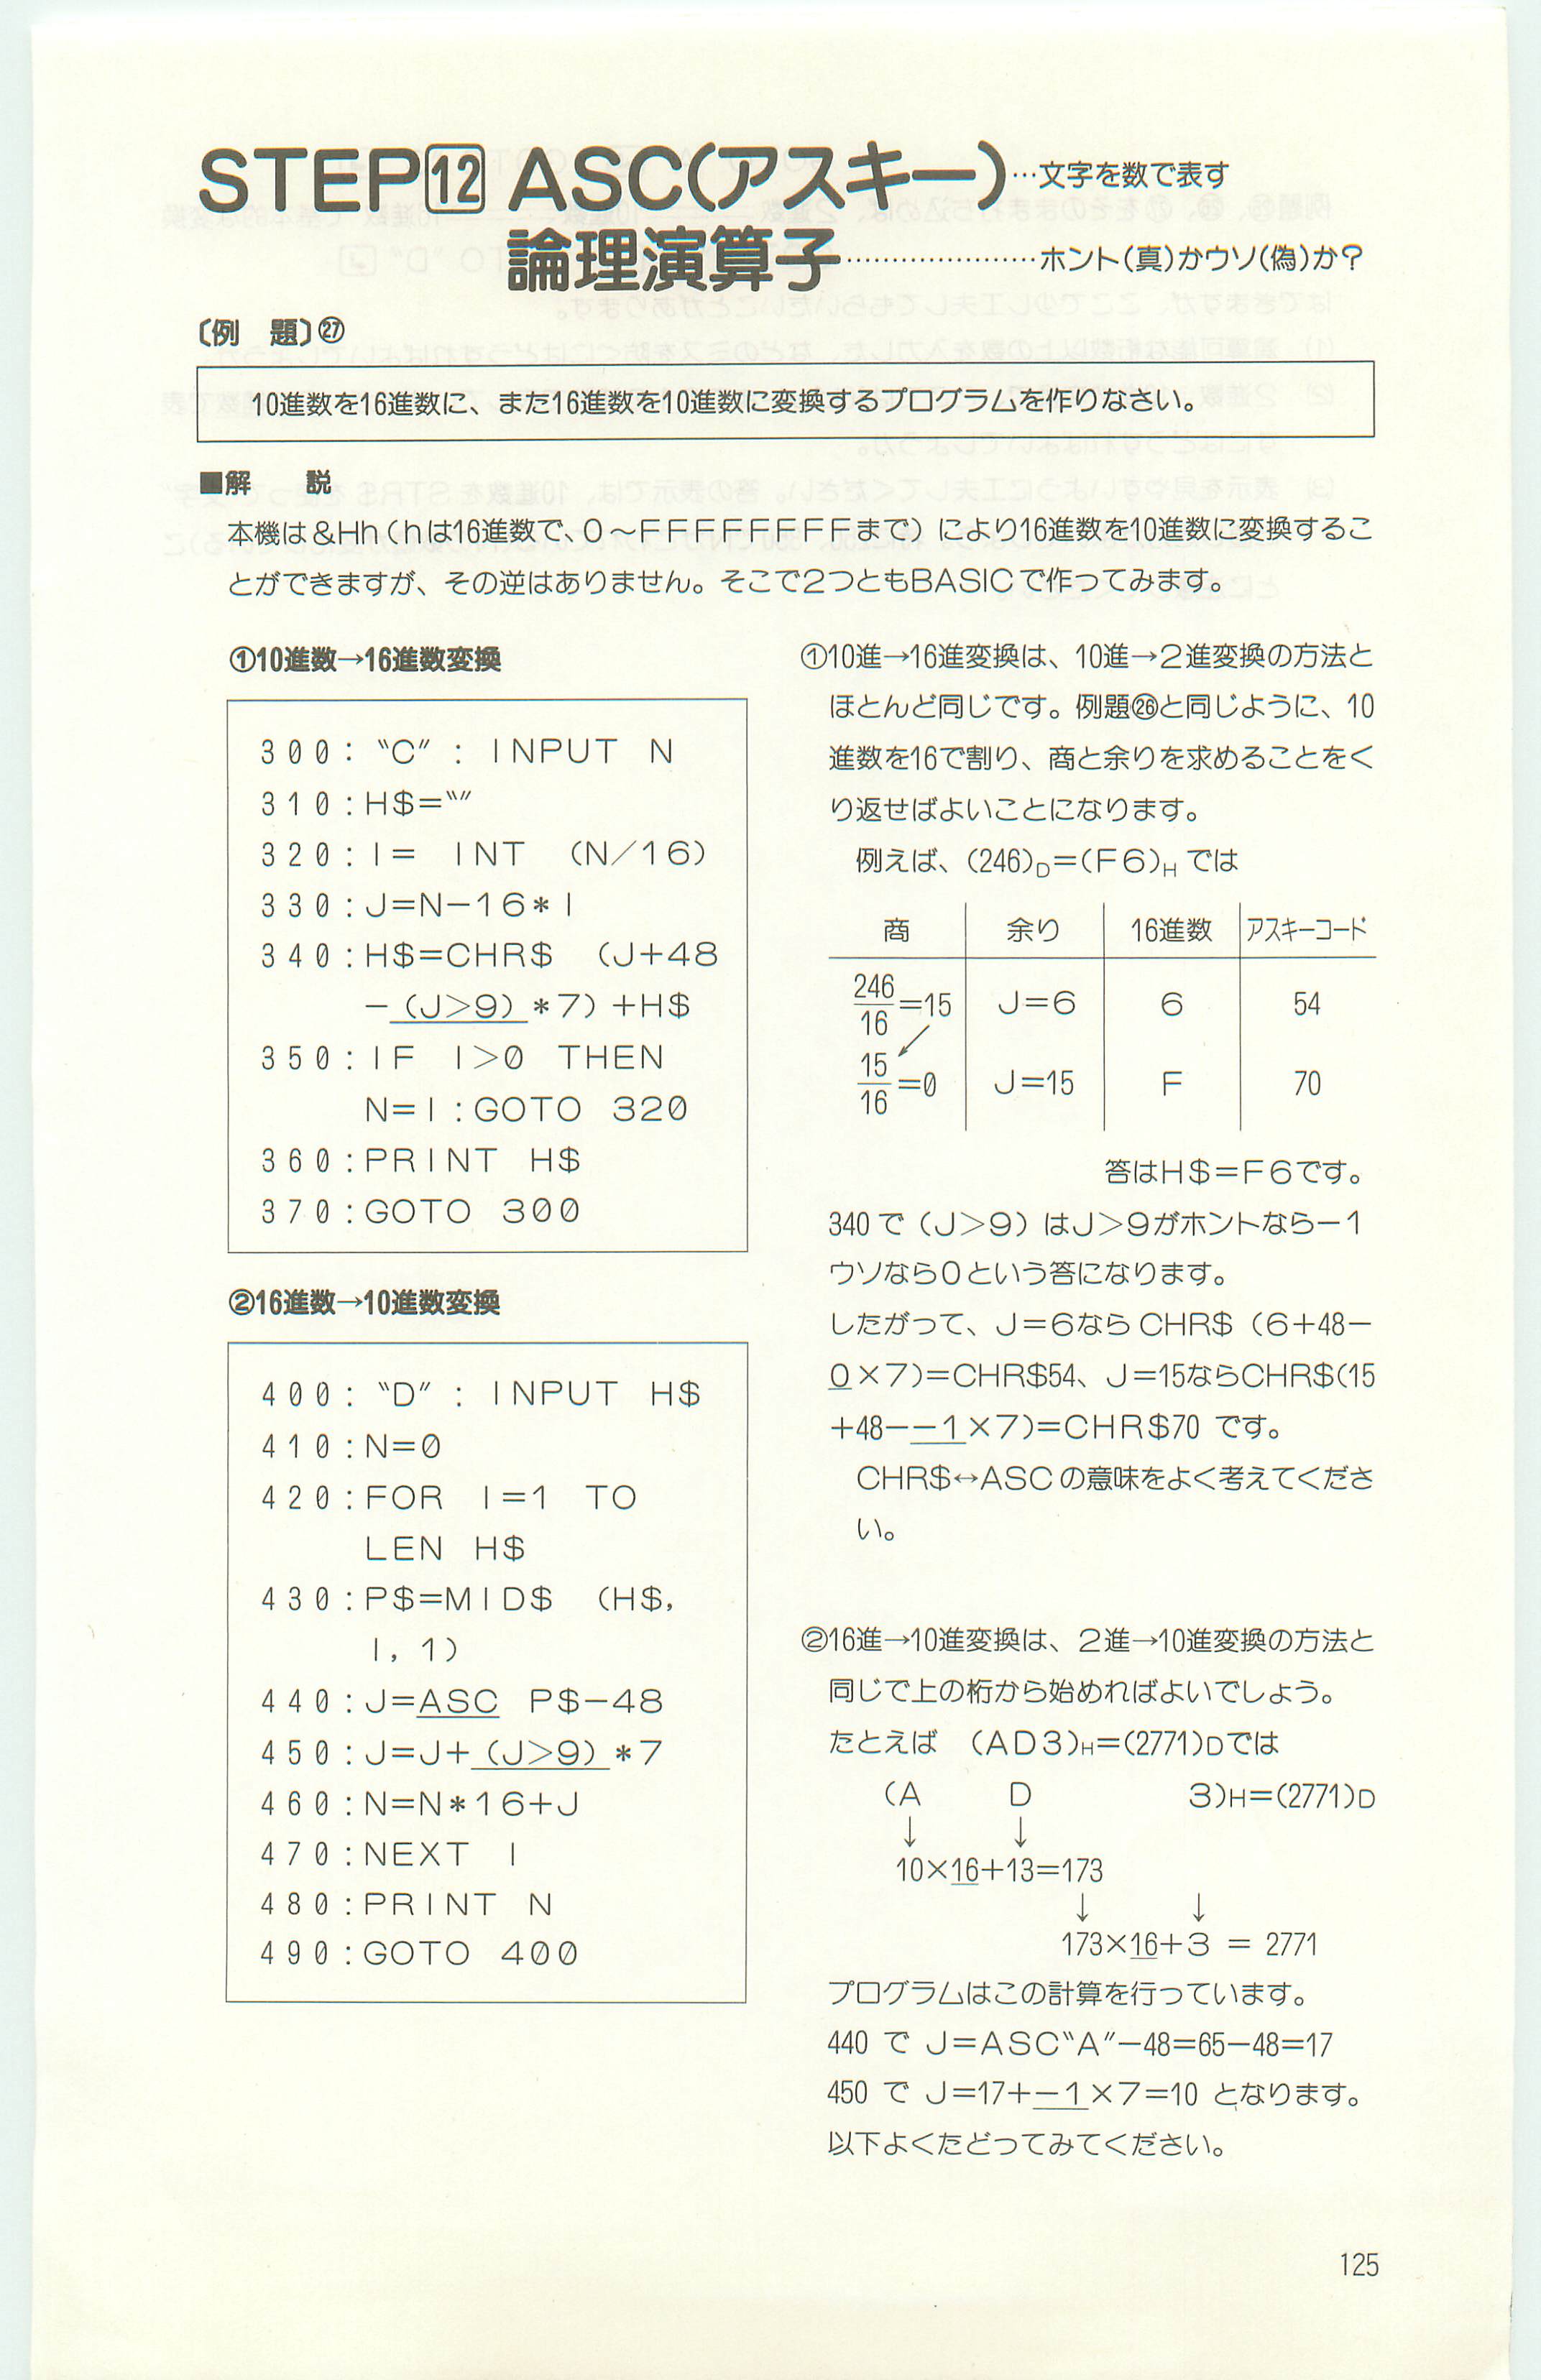 STEP12 ASC(アスキー)…文字を数で表す
論理演算子…………………ホント(真)かウソ(偽)か?
〔例　題〕㉗
10進数を16進数に、また16進数を10進数に変換するプログラムを作りなさい。
■解　　説
本機は&Hh(hは16進数で、0～FFFFFFFFまで)により16進数を10進数に変換するこ
とができますが、その逆はありません。そこで2つともBASICで作ってみます。
①10進数→16進数変換
300: "C" : INPUT N
310:H$=""
320:I= INT (N/16)
330:J=N-16*I
340:H$=CHR$ (J+48
-(J>9)*7)+H$
350:IF I>0 THEN
N=I:GOTO 320
360:PRINT H$
370:GOTO 300
②16進数→10進数変換
400: "D" : INPUT H$
410:N=0
420:FOR I=1 TO
LEN H$
430:P$=MID$ (H$,
I, 1)
440:J=ASC P$-48
450:J=J+(J>9)*7
460:N=N*16+J
470:NEXT I
480:PRINT N
490:GOTO 400
①10進→16進変換は、10進→2進変換の方法と
ほとんど同じです。例題㉖と同じように、10
進数を16で割り、商と余りを求めることをく
り返せばよいことになります。
例えば、(246)D=(F6)Hでは
商 余り 16進数 アスキーコード
246/16=15 J=6 6 54
15/16=0 J=15 F 70
答はH$=F6です。
340で(J>9)はJ>9がホントなら-1
ウソなら0という答になります。
したがって、J=6なら CHR$ (6+48-
0×7)=CHR$54、J=15ならCHR$(15
+48--1×7)=CHR$70 です。
CHR$↔ASCの意味をよく考えてくださ
い。
②16進→10進変換は、2進→10進変換の方法と
同じで上の桁から始めればよいでしょう。
たとえば　(AD3)H=(2771)Dでは
(A D 3)H=(2771)D
↓ ↓
10×16+13=173
↓ ↓
173×16+3 = 2771
プログラムはこの計算を行っています。
440 で J=ASC"A"-48=65-48=17
450 で J=17+-1×7=10 となります。
以下よくたどってみてください。
125